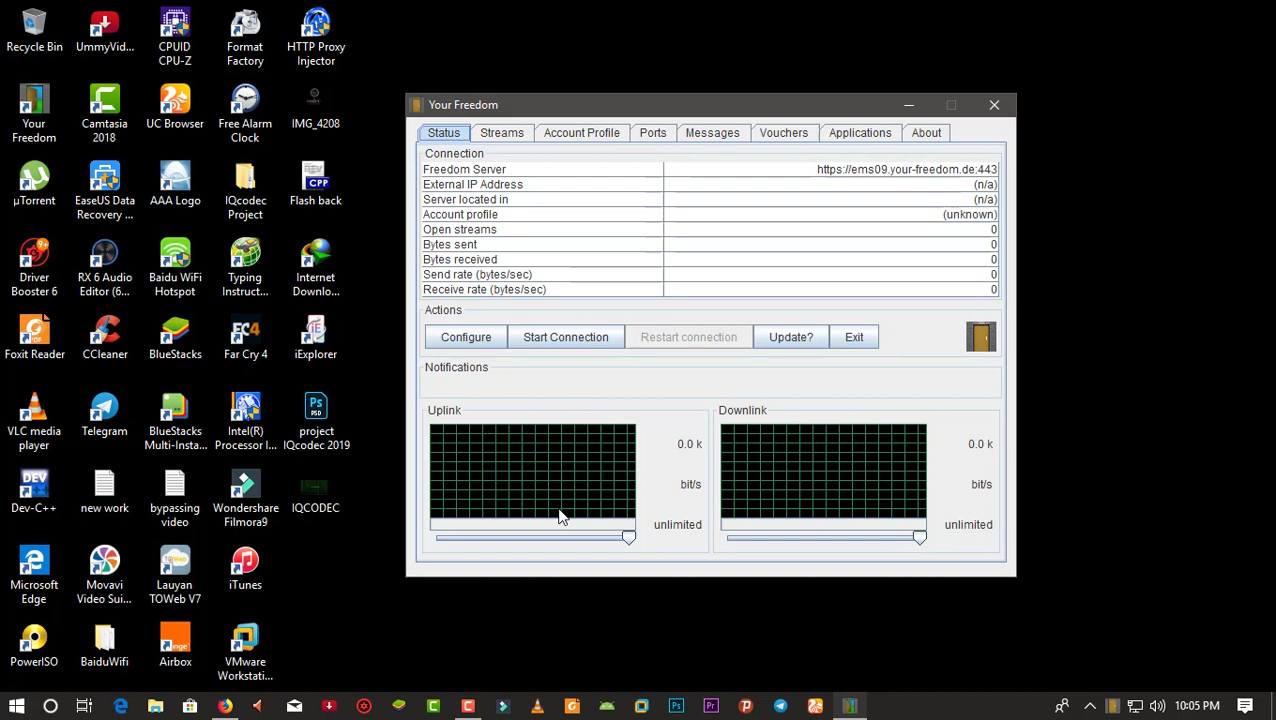 Recycle Bin
UmmyVid...
CPUID
CPU-Z
Format
Factory
HTTP Proxy
Injector
Your
Freedom
Camtasia
2018
UC Browser
Free Alarm
Clock
IMG_4208
µTorrent
EaseUS Data
Recovery ...
AAA Logo
IQcodec
Project
CPP
Flash back
Driver
Booster 6
RX 6 Audio
Editor (6...
Baidu WiFi
Hotspot
Typing
Instruct...
Internet
Downlo...
Foxit Reader
CCleaner
BlueStacks
FC4
Far Cry 4
iE
iExplorer
VLC media
player
Telegram
BlueStacks
Multi-Insta...
Intel(R)
Processor I...
PSD
project
IQcodec 2019
DEV
Dev-C++
new work
bypassing
video
Wondershare
Filmora9
IQCODEC
Microsoft
Edge
Movavi
Video Sui...
Lauyan
TOWeb V7
iTunes
PowerISO
BaiduWifi
Airbox
VMware
Workstati...
Your Freedom
Status Streams Account Profile Ports Messages Vouchers Applications About
Connection
Freedom Server https://ems09.your-freedom.de:443
External IP Address (n/a)
Server located in (n/a)
Account profile (unknown)
Open streams 0
Bytes sent 0
Bytes received 0
Send rate (bytes/sec) 0
Receive rate (bytes/sec) 0
Actions
Configure Start Connection Restart connection Update? Exit
Notifications
Uplink Downlink
0.0 k 0.0 k
bit/s bit/s
unlimited unlimited
10:05 PM